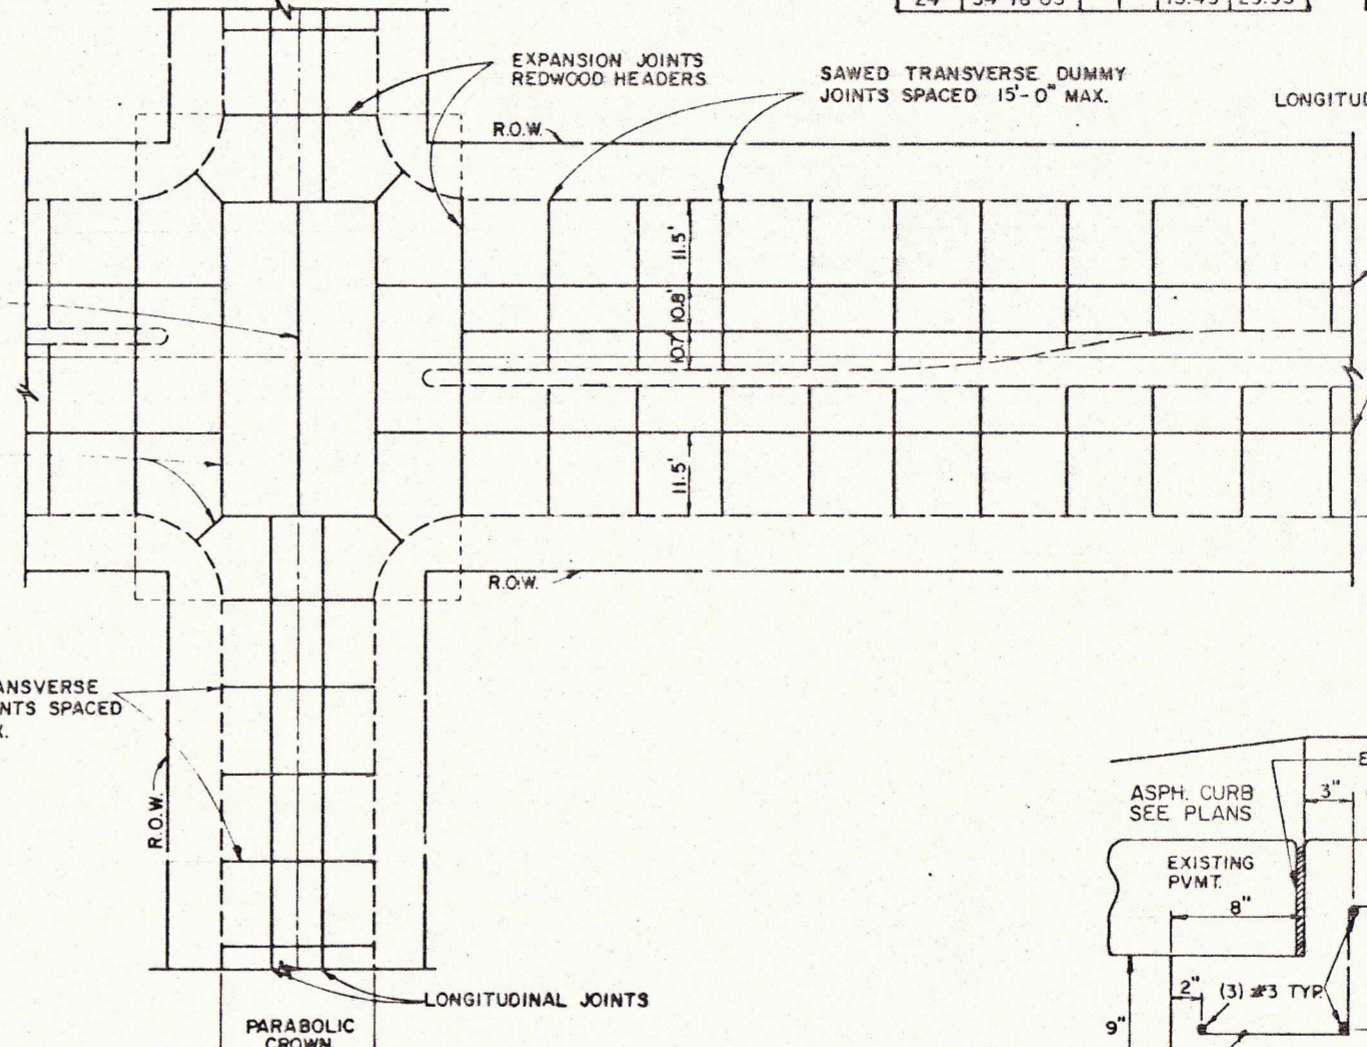 EXPANSION JOINTS
REDWOOD HEADERS
SAWED TRANSVERSE DUMMY
JOINTS SPACED 15'-0" MAX.
LONGITUD
R.O.W.
11.5'
10.8'
10.7'
11.5'
R.O.W.
ANSVERSE
NTS SPACED
X.
R.O.W.
LONGITUDINAL JOINTS
PARABOLIC
CROWN
ASPH. CURB
SEE PLANS
3"
E
EXISTING
PVMT.
8"
2"
(3) #3 TYP.
9"